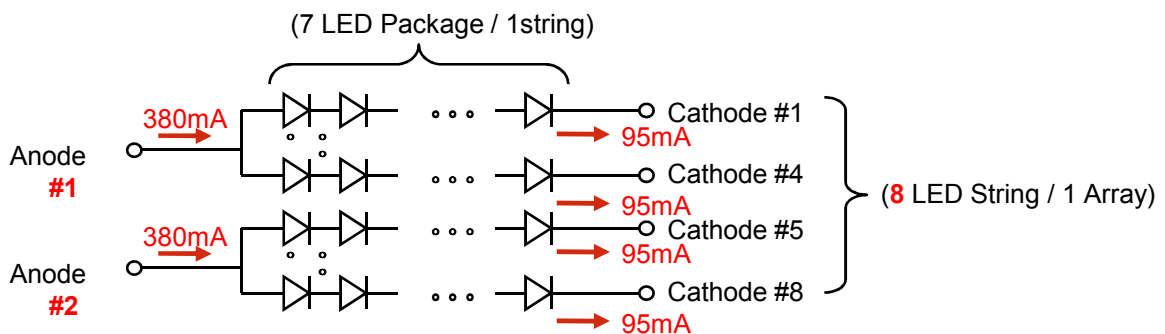 (7 LED Package / 1string)
380mA
Cathode #1
95mA
Anode
#1
Cathode #4
95mA
(8 LED String / 1 Array)
380mA
Cathode #5
95mA
Anode
#2
Cathode #8
95mA